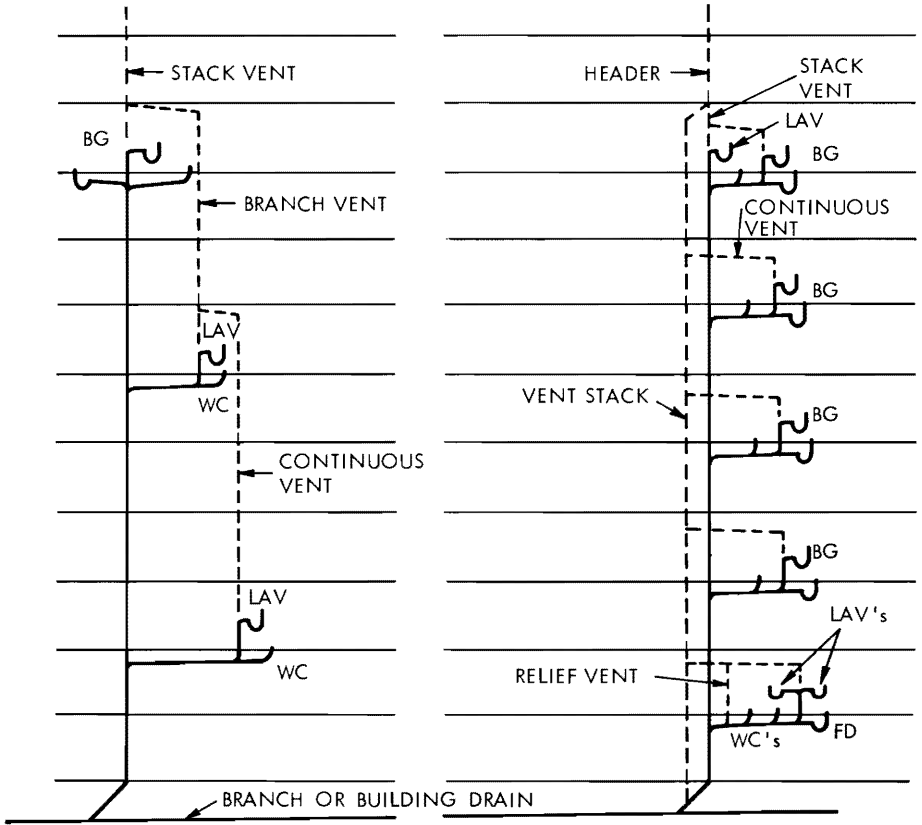 STACK VENT
BG
BRANCH VENT
LAV
WC
CONTINUOUS
VENT
LAV
WC
BRANCH OR BUILDING DRAIN
HEADER
STACK
VENT
LAV
BG
CONTINUOUS
VENT
BG
VENT STACK
BG
BG
LAV's
RELIEF VENT
WC's
FD